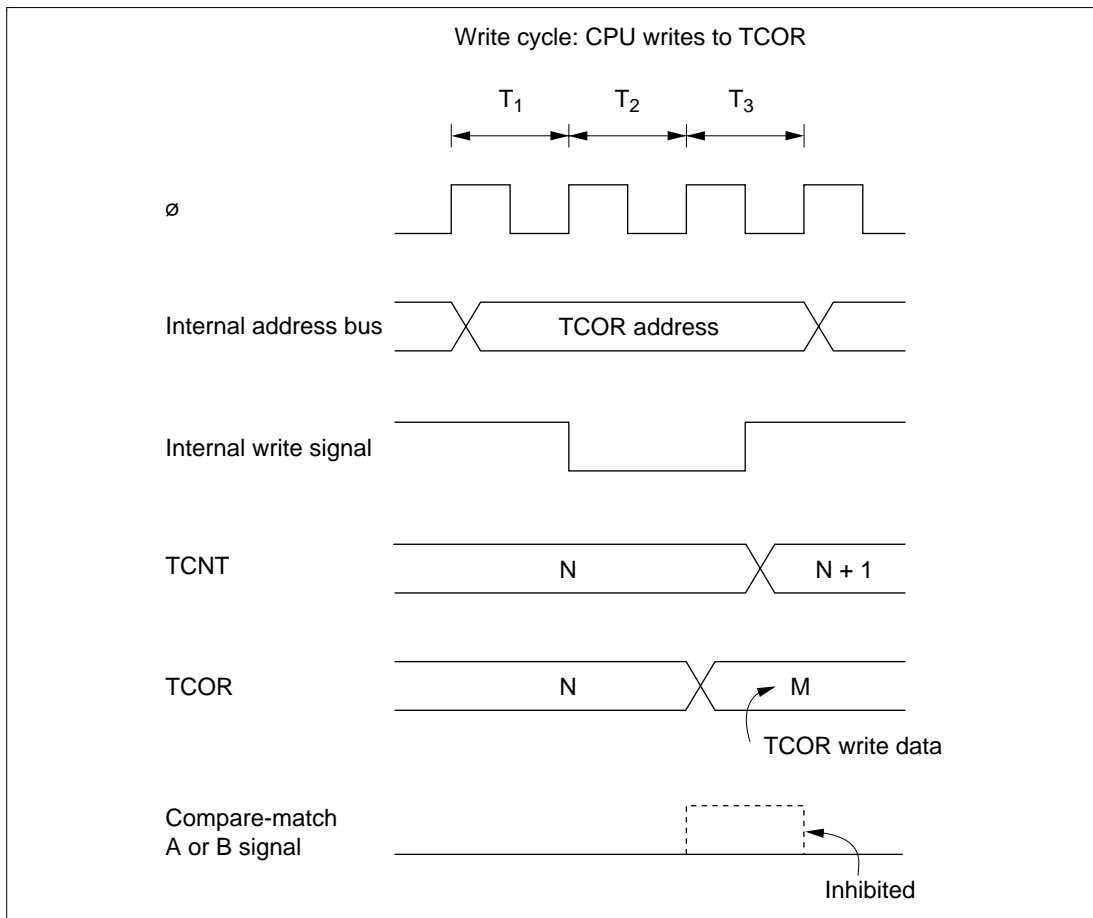 Write cycle: CPU writes to TCOR
T1 T2 T3
ø
Internal address bus TCOR address
Internal write signal
TCNT N N + 1
TCOR N M
TCOR write data
Compare-match
A or B signal
Inhibited